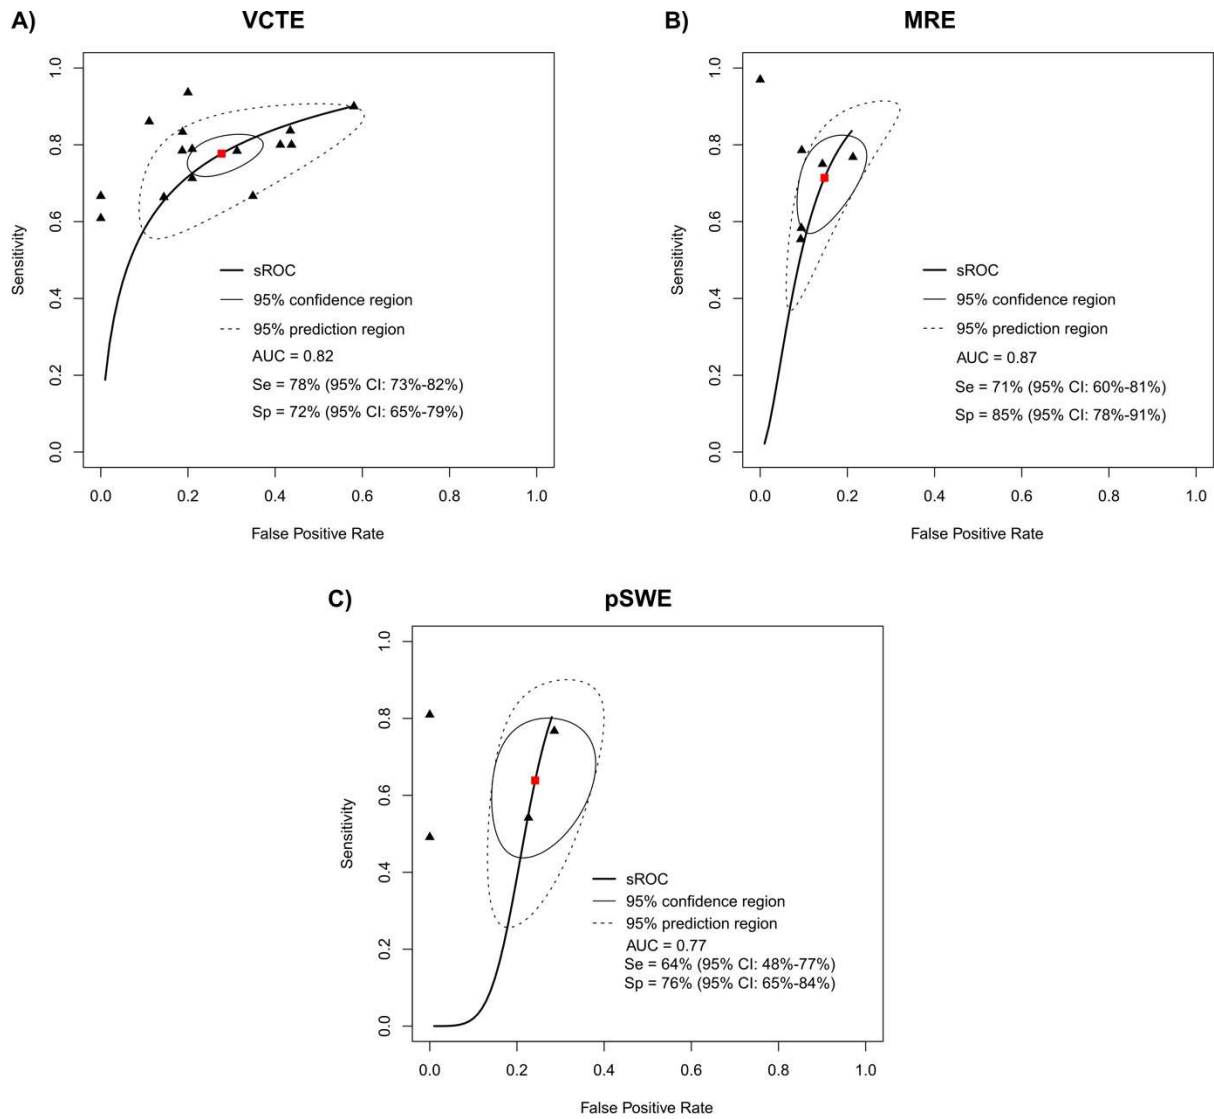 A) VCTE
Sensitivity
1.0
0.8
0.6
0.4
0.2
0.0
sROC
95% confidence region
95% prediction region
AUC = 0.82
Se = 78% (95% CI: 73%-82%)
Sp = 72% (95% CI: 65%-79%)
0.0 0.2 0.4 0.6 0.8 1.0
False Positive Rate
B) MRE
Sensitivity
1.0
0.8
0.6
0.4
0.2
0.0
sROC
95% confidence region
95% prediction region
AUC = 0.87
Se = 71% (95% CI: 60%-81%)
Sp = 85% (95% CI: 78%-91%)
0.0 0.2 0.4 0.6 0.8 1.0
False Positive Rate
C) pSWE
Sensitivity
1.0
0.8
0.6
0.4
0.2
0.0
sROC
95% confidence region
95% prediction region
AUC = 0.77
Se = 64% (95% CI: 48%-77%)
Sp = 76% (95% CI: 65%-84%)
0.0 0.2 0.4 0.6 0.8 1.0
False Positive Rate